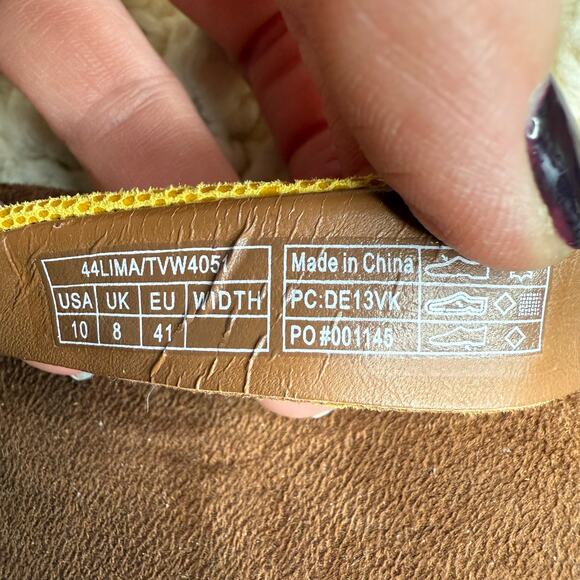 44LIMA/TVW4051
USA UK EU WIDTH
10 8 41
Made in China
PC:DE13VK
PO #001145